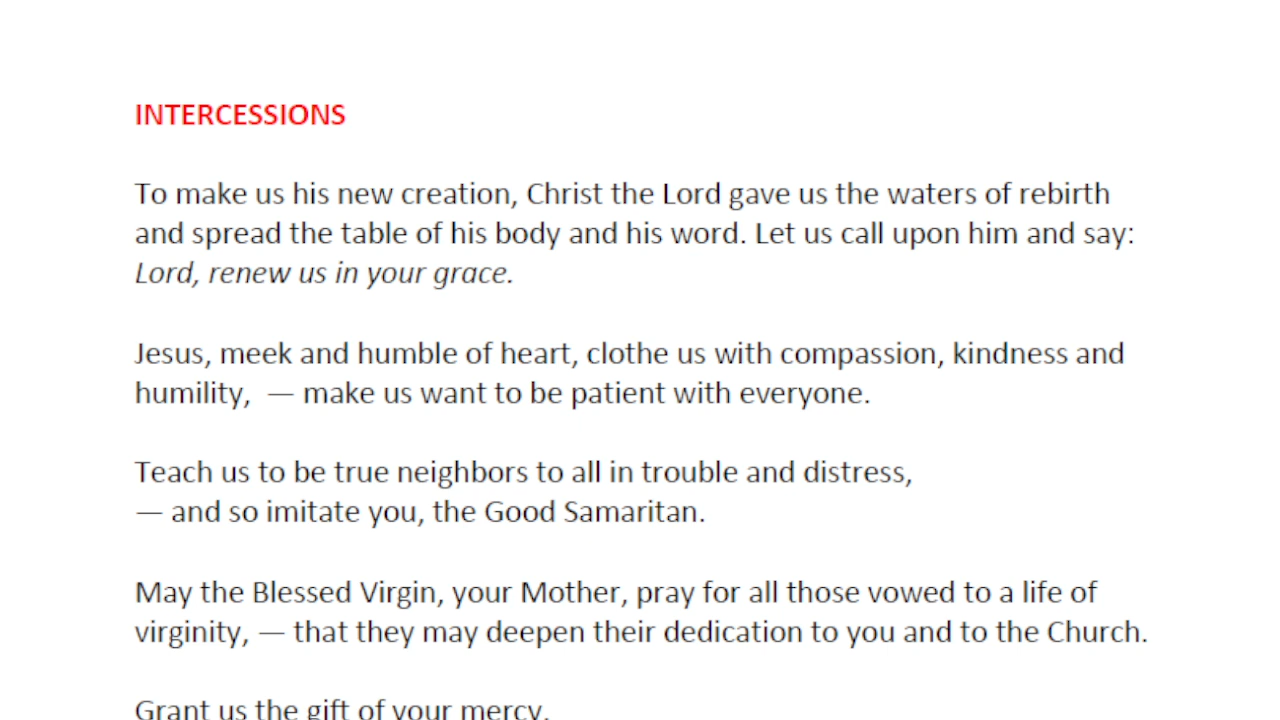 INTERCESSIONS
To make us his new creation, Christ the Lord gave us the waters of rebirth
and spread the table of his body and his word. Let us call upon him and say:
Lord, renew us in your grace.
Jesus, meek and humble of heart, clothe us with compassion, kindness and
humility,  — make us want to be patient with everyone.
Teach us to be true neighbors to all in trouble and distress,
— and so imitate you, the Good Samaritan.
May the Blessed Virgin, your Mother, pray for all those vowed to a life of
virginity, — that they may deepen their dedication to you and to the Church.
Grant us the gift of your mercy,